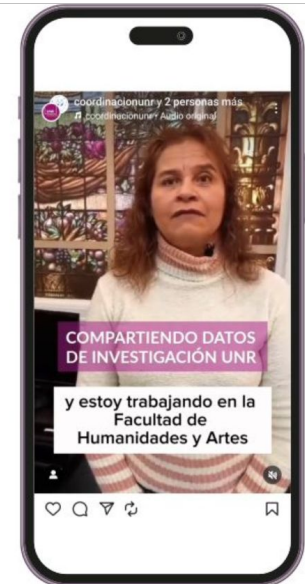 coordinacionunr y 2 personas más
coordinacionunr • Audio original
COMPARTIENDO DATOS
DE INVESTIGACIÓN UNR
y estoy trabajando en la
Facultad de
Humanidades y Artes